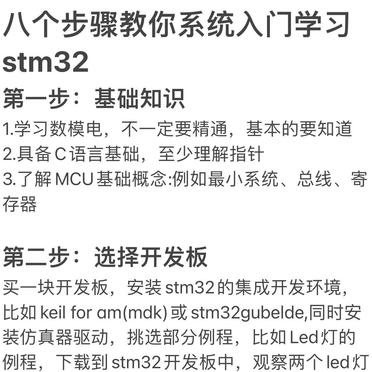 八个步骤教你系统入门学习
stm32
第一步：基础知识
1.学习数模电，不一定要精通，基本的要知道
2.具备C语言基础，至少理解指针
3.了解MCU基础概念:例如最小系统、总线、寄
存器
第二步：选择开发板
买一块开发板，安装stm32的集成开发环境，
比如keil for am(mdk)或stm32gubelde,同时安
装仿真器驱动，挑选部分例程，比如Led灯的
例程，下载到stm32开发板中，观察两个led灯